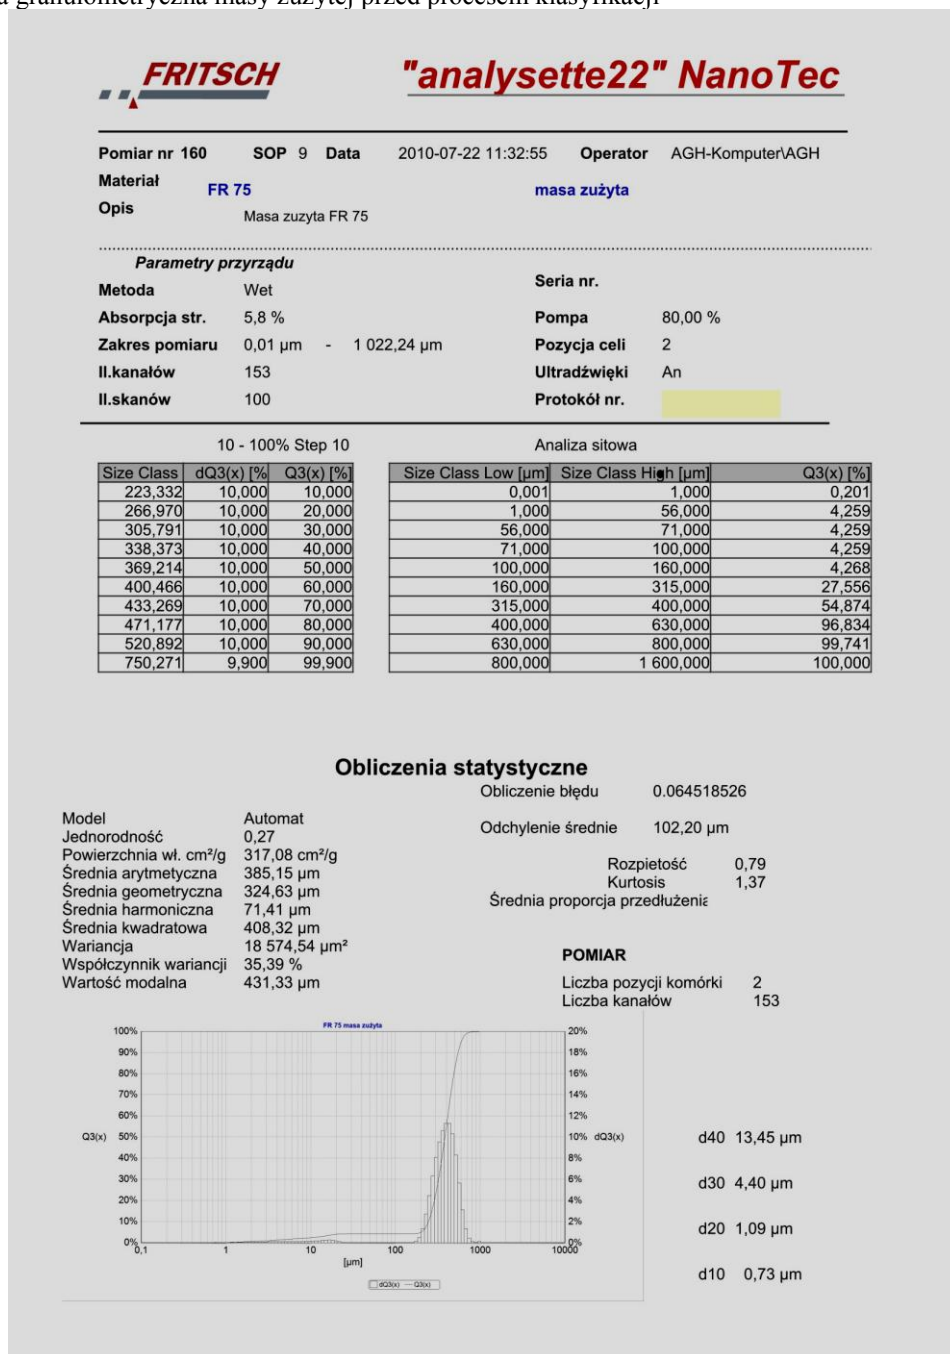 granulometryczna masy zużytej przed procesem klasyfikacji
FRITSCH
"analysette22" NanoTec
Pomiar nr 160 SOP 9 Data 2010-07-22 11:32:55 Operator AGH-Komputer\AGH
Materiał FR 75 masa zużyta
Opis Masa zuzyta FR 75
Parametry przyrządu
Seria nr.
Metoda Wet
Absorpcja str. 5,8 % Pompa 80,00 %
Zakres pomiaru 0,01 µm - 1 022,24 µm Pozycja celi 2
Il.kanałów 153 Ultradźwięki An
Il.skanów 100 Protokół nr.
10 - 100% Step 10 Analiza sitowa
Size Class dQ3(x) [% Q3(x) [%] Size Class Low [µm] Size Class High [µm] Q3(x) [%]
223,332 10,000 10,000 0,001 1,000 0,201
266,970 10,000 20,000 1,000 56,000 4,259
305,791 10,000 30,000 56,000 71,000 4,259
338,373 10,000 40,000 71,000 100,000 4,259
369,214 10,000 50,000 100,000 160,000 4,268
400,466 10,000 60,000 160,000 315,000 27,556
433,269 10,000 70,000 315,000 400,000 54,874
471,177 10,000 80,000 400,000 630,000 96,834
520,892 10,000 90,000 630,000 800,000 99,741
750,271 9,900 99,900 800,000 1 600,000 100,000
Obliczenia statystyczne
Obliczenie błędu 0.064518526
Model Automat
Odchylenie średnie 102,20 µm
Jednorodność 0,27
Powierzchnia wł. cm²/g 317,08 cm²/g
Rozpietość 0,79
Średnia arytmetyczna 385,15 µm
Kurtosis 1,37
Średnia geometryczna 324,63 µm
Średnia proporcja przedłużenia
Średnia harmoniczna 71,41 µm
Średnia kwadratowa 408,32 µm
Wariancja 18 574,54 µm²
POMIAR
Współczynnik wariancji 35,39 %
Wartość modalna 431,33 µm
Liczba pozycji komórki 2
Liczba kanałów 153
FR 75 masa zużyta
100% 20%
90% 18%
80% 16%
70% 14%
60% 12%
Q3(x) 50% 10% dQ3(x)
40% 8%
30% 6%
20% 4%
10% 2%
0% 0%
0,1 1 10 100 1000 10000
[µm]
dQ3(x) Q3(x)
d40 13,45 µm
d30 4,40 µm
d20 1,09 µm
d10 0,73 µm